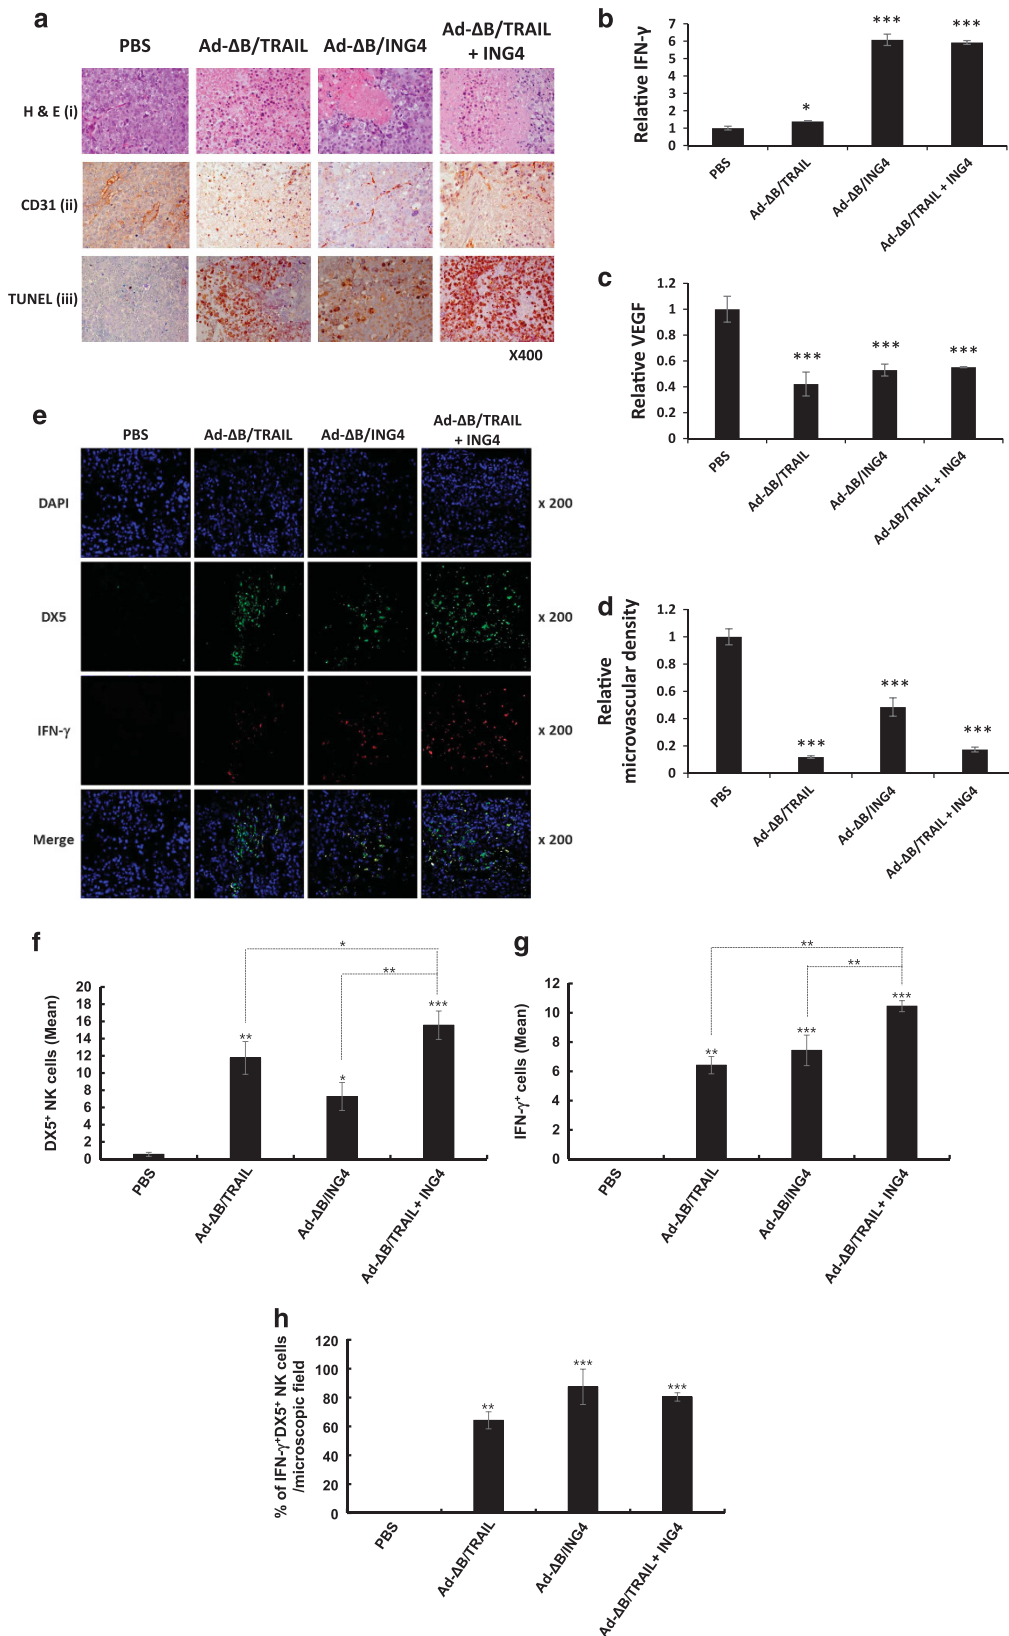 a
PBS
Ad-ΔB/TRAIL
Ad-ΔB/ING4
Ad-ΔB/TRAIL
+ ING4
H & E (i)
CD31 (ii)
TUNEL (iii)
X400
b
Relative IFN-γ
7
6
5
4
3
2
1
0
*
***
***
PBS
Ad-ΔB/TRAIL
Ad-ΔB/ING4
Ad-ΔB/TRAIL + ING4
c
Relative VEGF
1.2
1
0.8
0.6
0.4
0.2
0
***
***
***
PBS
Ad-ΔB/TRAIL
Ad-ΔB/ING4
Ad-ΔB/TRAIL + ING4
d
Relative
microvascular density
1.2
1
0.8
0.6
0.4
0.2
0
***
***
***
PBS
Ad-ΔB/TRAIL
Ad-ΔB/ING4
Ad-ΔB/TRAIL + ING4
e
PBS
Ad-ΔB/TRAIL
Ad-ΔB/ING4
Ad-ΔB/TRAIL
+ ING4
DAPI
x 200
DX5
x 200
IFN-γ
x 200
Merge
x 200
f
DX5⁺ NK cells (Mean)
20
18
16
14
12
10
8
6
4
2
0
*
**
**
*
***
PBS
Ad-ΔB/TRAIL
Ad-ΔB/ING4
Ad-ΔB/TRAIL+ ING4
g
IFN-γ⁺ cells (Mean)
12
10
8
6
4
2
0
**
**
**
***
***
PBS
Ad-ΔB/TRAIL
Ad-ΔB/ING4
Ad-ΔB/TRAIL+ ING4
h
% of IFN-γ⁺DX5⁺ NK cells
/microscopic field
120
100
80
60
40
20
0
**
***
***
PBS
Ad-ΔB/TRAIL
Ad-ΔB/ING4
Ad-ΔB/TRAIL+ ING4